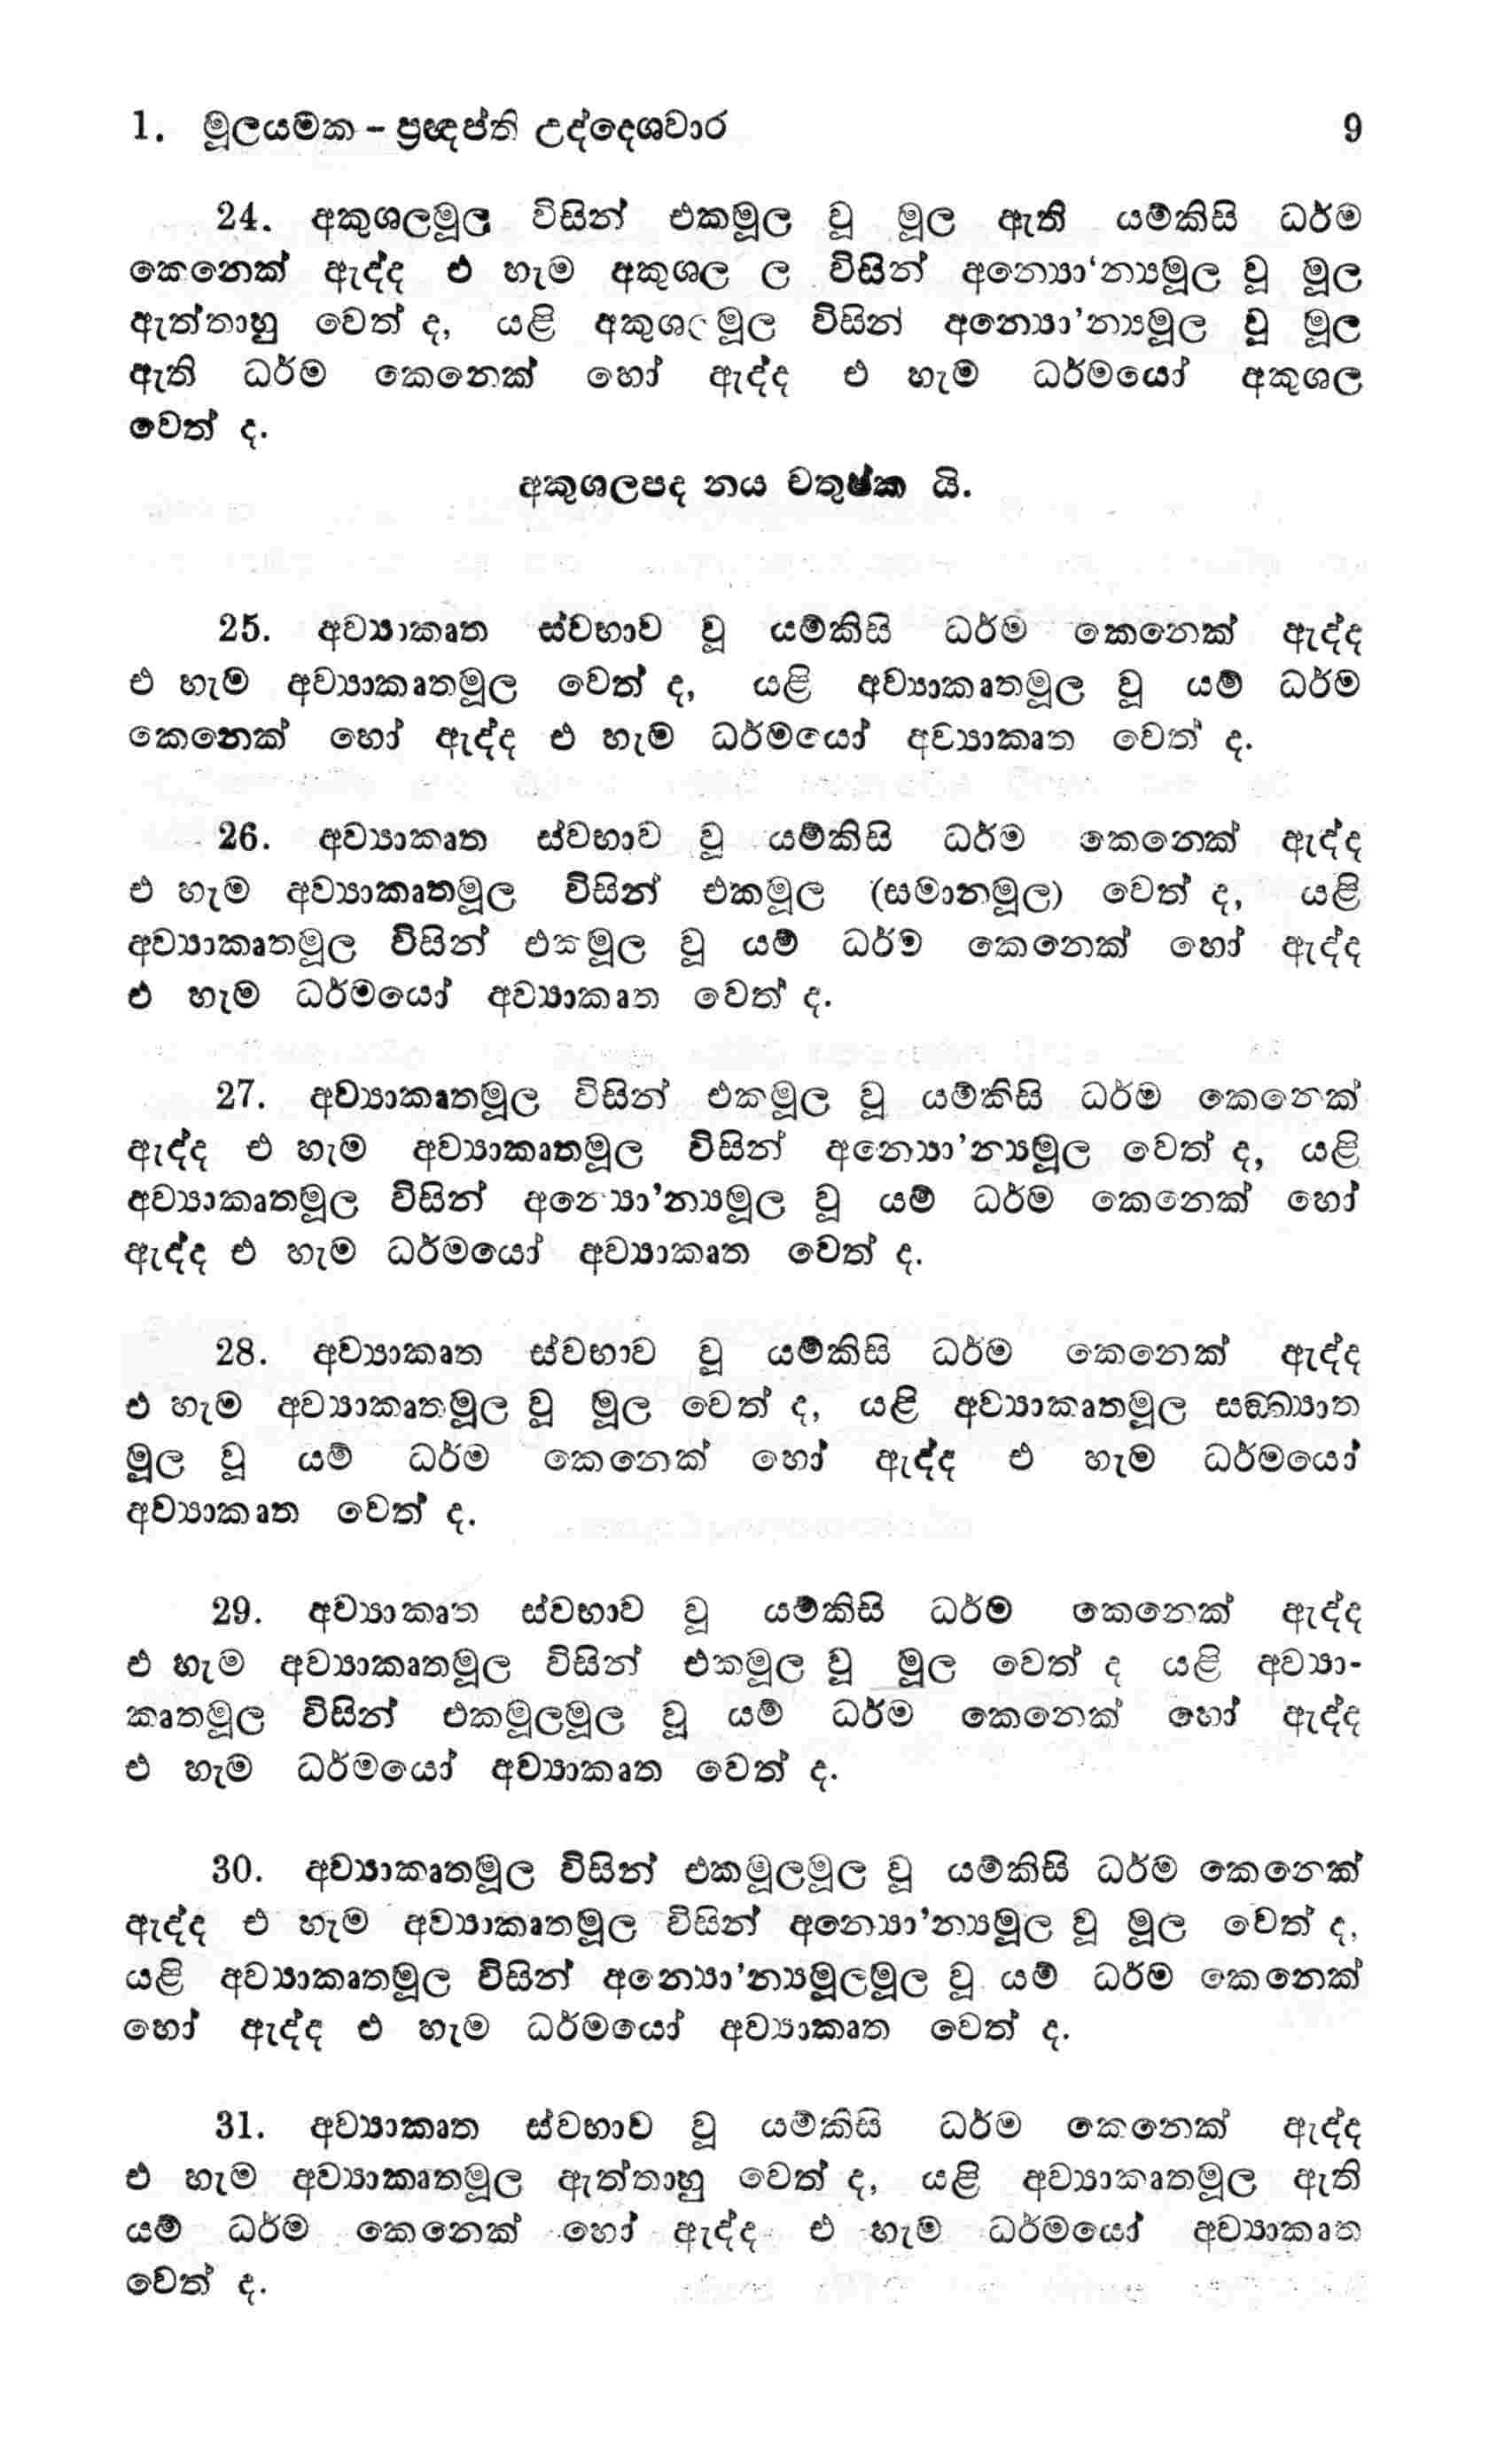 1. මූලයමක - ප්‍රඥප්ති උද්දෙශවාර 9
24. අකුශලමූල විසින් එකමූල වූ මූල ඇති යම්කිසි ධර්ම
කෙනෙක් ඇද්ද එ හැම අකුශල ල විසින් අන්‍යො‘න්‍යමූල වූ මූල
ඇත්තාහු වෙත් ද, යළි අකුශලමූල විසින් අන්‍යො’න්‍යමූල වූ මූල
ඇති ධර්ම කෙනෙක් හෝ ඇද්ද එ හැම ධර්මයෝ අකුශල
වෙත් ද.
අකුශලපද නය චතුෂ්ක යි.
25. අව්‍යාකෘත ස්වභාව වූ යම්කිසි ධර්ම කෙනෙක් ඇද්ද
එ හැම අව්‍යාකෘතමූල වෙත් ද, යළි අව්‍යාකෘතමූල වූ යම් ධර්ම
කෙනෙක් හෝ ඇද්ද එ හැම ධර්මයෝ අව්‍යාකෘත වෙත් ද.
26. අව්‍යාකෘත ස්වභාව වූ යම්කිසි ධර්ම කෙනෙක් ඇද්ද
එ හැම අව්‍යාකෘතමූල විසින් එකමූල (සමානමූල) වෙත් ද, යළි
අව්‍යාකෘතමූල විසින් එකමූල වූ යම් ධර්ම කෙනෙක් හෝ ඇද්ද
එ හැම ධර්මයෝ අව්‍යාකෘත වෙත් ද.
27. අව්‍යාකෘතමූල විසින් එකමූල වූ යම්කිසි ධර්ම කෙනෙක්
ඇද්ද එ හැම අව්‍යාකෘතමූල විසින් අන්‍යො’න්‍යමූල වෙත් ද, යළි
අව්‍යාකෘතමූල විසින් අන්‍යො’න්‍යමූල වූ යම් ධර්ම කෙනෙක් හෝ
ඇද්ද එ හැම ධර්මයෝ අව්‍යාකෘත වෙත් ද.
28. අව්‍යාකෘත ස්වභාව වූ යම්කිසි ධර්ම කෙනෙක් ඇද්ද
එ හැම අව්‍යාකෘතමූල වූ මූල වෙත් ද, යළි අව්‍යාකෘතමූල සඞ්ඛ්‍යාත
මූල වූ යම් ධර්ම කෙනෙක් හෝ ඇද්ද එ හැම ධර්මයෝ
අව්‍යාකෘත වෙත් ද.
29. අව්‍යාකෘත ස්වභාව වූ යම්කිසි ධර්ම කෙනෙක් ඇද්ද
එ හැම අව්‍යාකෘතමූල විසින් එකමූල වූ මූල වෙත් ද යළි අව්‍යා-
කෘතමූල විසින් එකමූලමූල වූ යම් ධර්ම කෙනෙක් හෝ ඇද්ද
එ හැම ධර්මයෝ අව්‍යාකෘත වෙත් ද.
30. අව්‍යාකෘතමූල විසින් එකමූලමූල වූ යම්කිසි ධර්ම කෙනෙක්
ඇද්ද එ හැම අව්‍යාකෘතමූල විසින් අන්‍යො’න්‍යමූල වූ මූල වෙත් ද,
යළි අව්‍යාකෘතමූල විසින් අන්‍යො’න්‍යමූලමූල වූ යම් ධර්ම කෙනෙක්
හෝ ඇද්ද එ හැම ධර්මයෝ අව්‍යාකෘත වෙත් ද.
31. අව්‍යාකෘත ස්වභාව වූ යම්කිසි ධර්ම කෙනෙක් ඇද්ද
එ හැම අව්‍යාකෘතමූල ඇත්තාහු වෙත් ද, යළි අව්‍යාකෘතමූල ඇති
යම් ධර්ම කෙනෙක් හෝ ඇද්ද එ හැම ධර්මයෝ අව්‍යාකෘත
වෙත් ද.